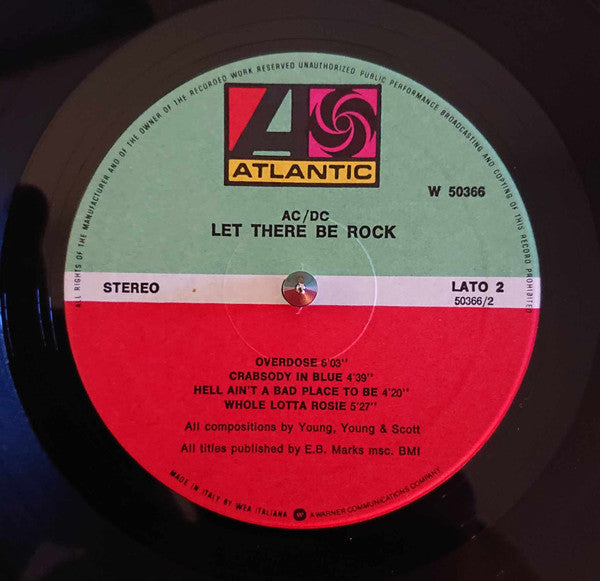 ALL RIGHTS OF THE MANUFACTURER AND OF THE OWNER OF THE RECORDED WORK RESERVED UNAUTHORIZED PUBLIC PERFORMANCE BROADCASTING AND COPYING OF THIS RECORD PROHIBITED
ATLANTIC
W 50366
AC/DC
LET THERE BE ROCK
STEREO
LATO 2
50366/2
OVERDOSE 6'03''
CRABSODY IN BLUE 4'39''
HELL AIN'T A BAD PLACE TO BE 4'20''
WHOLE LOTTA ROSIE 5'27''
All compositions by Young, Young & Scott
All titles published by E.B. Marks msc. BMI
MADE IN ITALY BY WEA ITALIANA A WARNER COMMUNICATIONS COMPANY